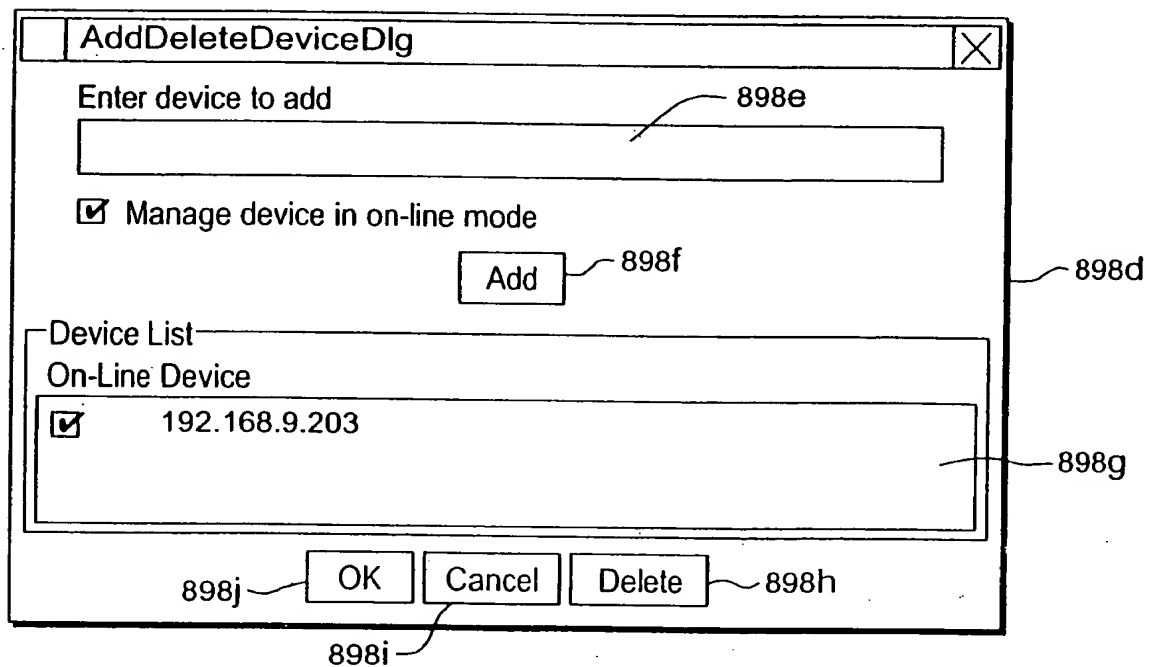 AddDeleteDeviceDlg
Enter device to add
898e
Manage device in on-line mode
Add
898f
898d
Device List
On-Line Device
192.168.9.203
898g
898j
OK
Cancel
Delete
898h
898i